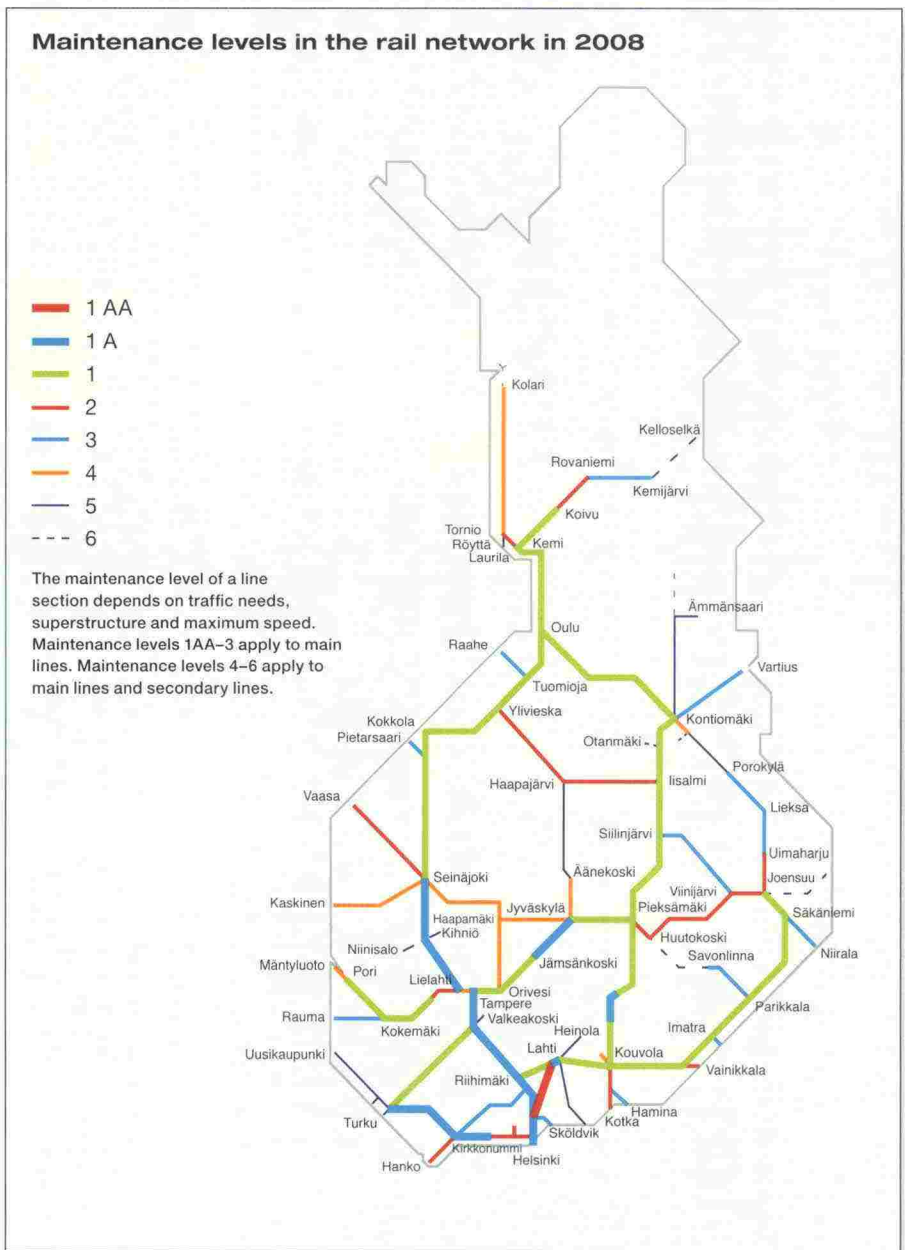 Maintenance levels in the rail network in 2008
1 AA
1 A
1
2
3
4
5
6
The maintenance level of a line
section depends on traffic needs,
superstructure and maximum speed.
Maintenance levels 1AA–3 apply to main
lines. Maintenance levels 4–6 apply to
main lines and secondary lines.
Kolari
Kelloselkä
Rovaniemi
Kemijärvi
Koivu
Tornio
Röyttä
Kemi
Laurila
Ämmänsaari
Oulu
Raahe
Vartius
Tuomioja
Ylivieska
Kontiomäki
Kokkola
Pietarsaari
Otanmäki
Porokylä
Haapajärvi
Iisalmi
Vaasa
Lieksa
Siilinjärvi
Uimaharju
Äänekoski
Joensuu
Seinäjoki
Viinijärvi
Kaskinen
Jyväskylä
Pieksämäki
Säkäniemi
Haapamäki
Kihniö
Huutokoski
Niinisalo
Savonlinna
Niirala
Mäntyluoto
Jämsänkoski
Pori
Lielahti
Orivesi
Parikkala
Tampere
Rauma
Valkeakoski
Kokemäki
Heinola
Imatra
Uusikaupunki
Lahti
Kouvola
Vainikkala
Riihimäki
Hamina
Turku
Kotka
Sköldvik
Kirkkonummi
Helsinki
Hanko